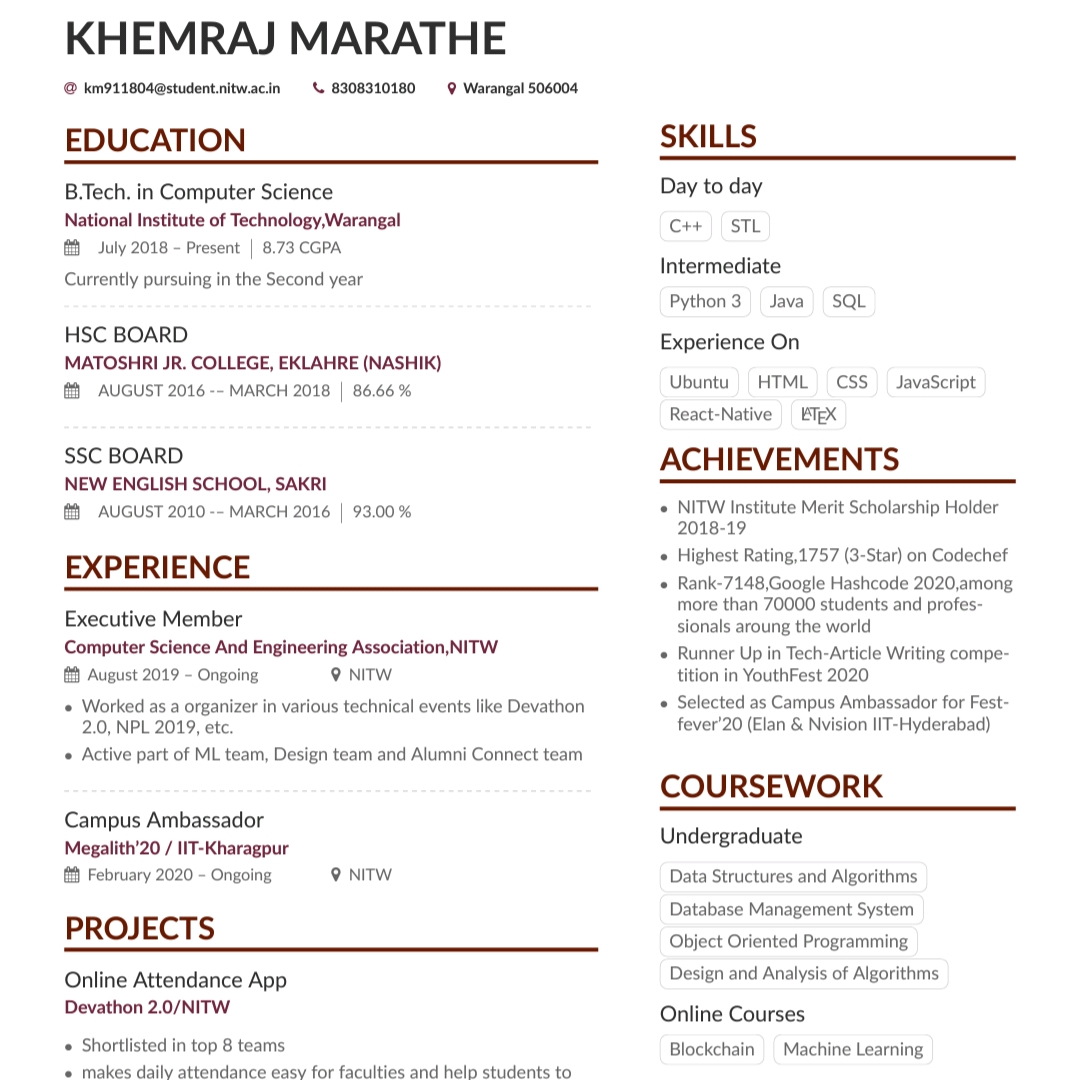 KHEMRAJ MARATHE
@ km911804@student.nitw.ac.in 8308310180 Warangal 506004
EDUCATION
B.Tech. in Computer Science
National Institute of Technology,Warangal
July 2018 – Present | 8.73 CGPA
Currently pursuing in the Second year
HSC BOARD
MATOSHRI JR. COLLEGE, EKLAHRE (NASHIK)
AUGUST 2016 -– MARCH 2018 | 86.66 %
SSC BOARD
NEW ENGLISH SCHOOL, SAKRI
AUGUST 2010 -– MARCH 2016 | 93.00 %
EXPERIENCE
Executive Member
Computer Science And Engineering Association,NITW
August 2019 – Ongoing NITW
• Worked as a organizer in various technical events like Devathon
2.0, NPL 2019, etc.
• Active part of ML team, Design team and Alumni Connect team
Campus Ambassador
Megalith’20 / IIT-Kharagpur
February 2020 – Ongoing NITW
PROJECTS
Online Attendance App
Devathon 2.0/NITW
• Shortlisted in top 8 teams
• makes daily attendance easy for faculties and help students to
SKILLS
Day to day
C++ STL
Intermediate
Python 3 Java SQL
Experience On
Ubuntu HTML CSS JavaScript
React-Native LATEX
ACHIEVEMENTS
• NITW Institute Merit Scholarship Holder
2018-19
• Highest Rating,1757 (3-Star) on Codechef
• Rank-7148,Google Hashcode 2020,among
more than 70000 students and profes-
sionals aroung the world
• Runner Up in Tech-Article Writing compe-
tition in YouthFest 2020
• Selected as Campus Ambassador for Fest-
fever’20 (Elan & Nvision IIT-Hyderabad)
COURSEWORK
Undergraduate
Data Structures and Algorithms
Database Management System
Object Oriented Programming
Design and Analysis of Algorithms
Online Courses
Blockchain Machine Learning